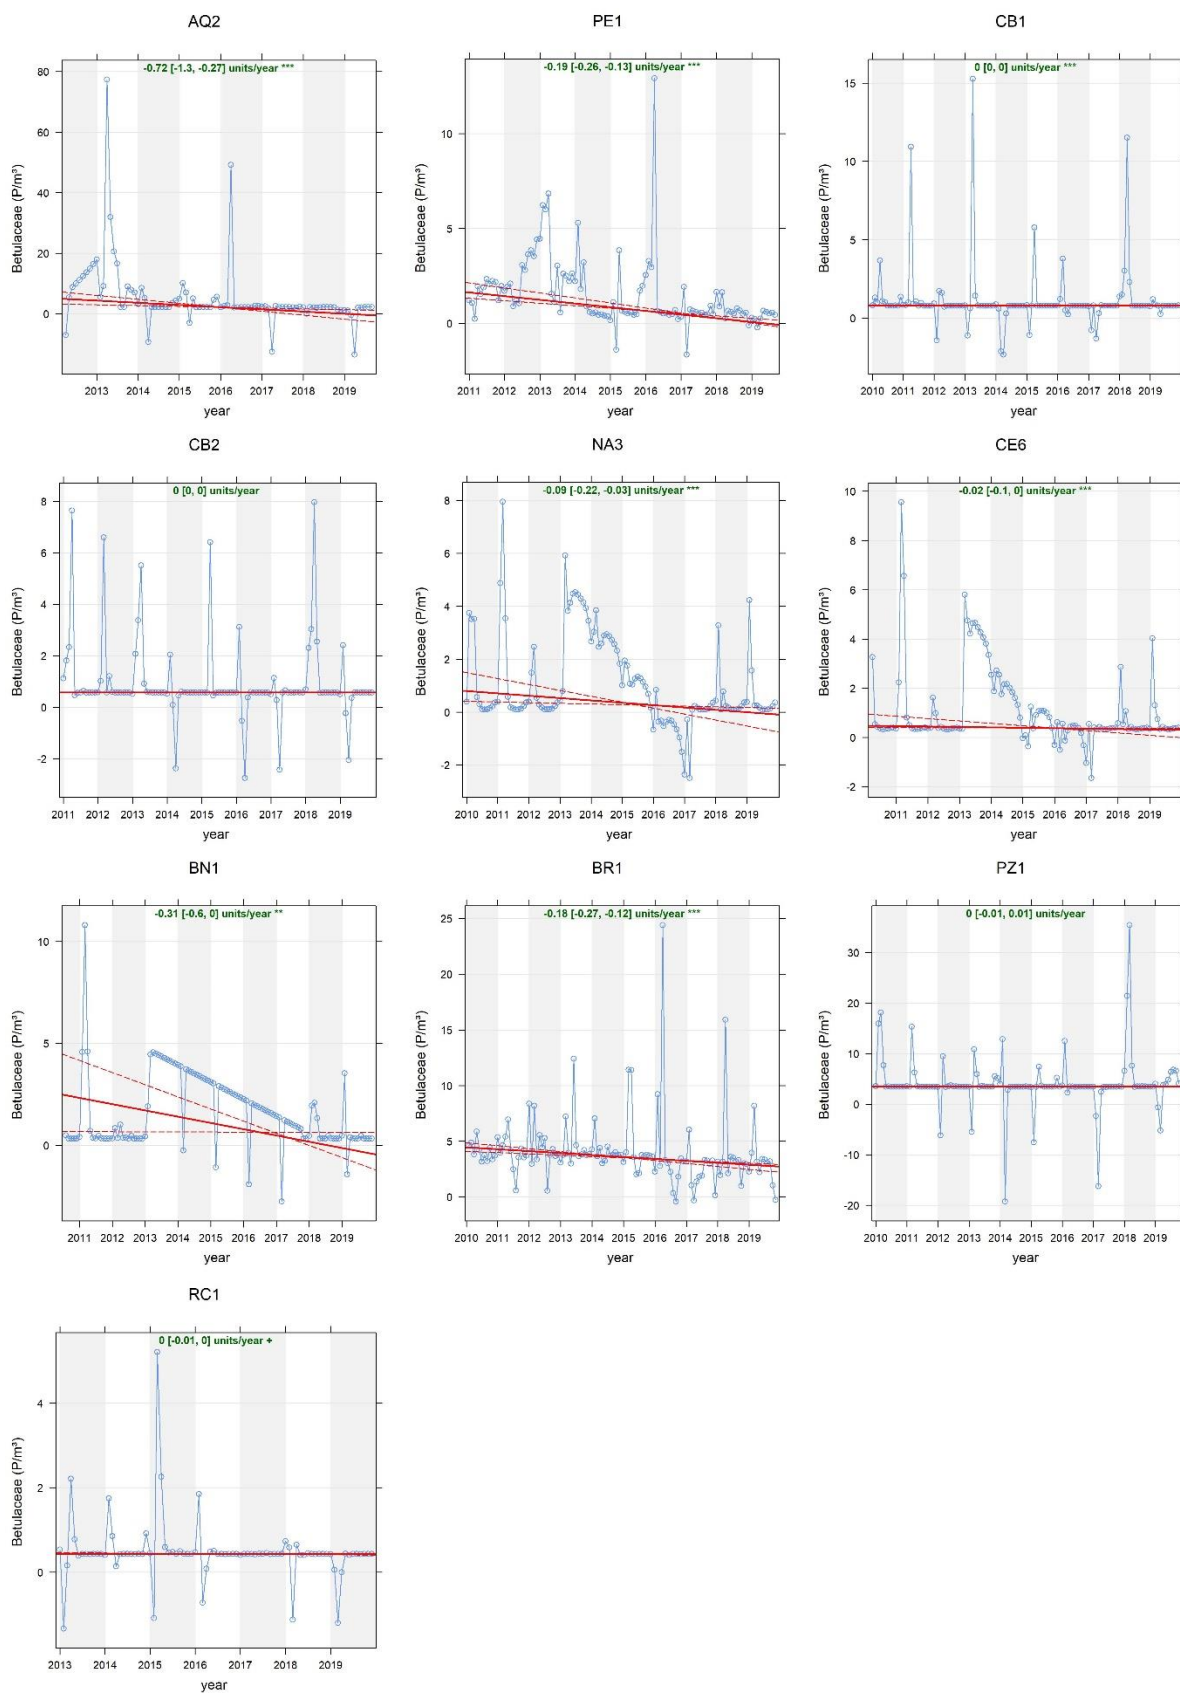 AQ2
-0.72 [-1.3, -0.27] units/year ***
Betulaceae (P/m³)
80
60
40
20
0
2013 2014 2015 2016 2017 2018 2019
year
PE1
-0.19 [-0.26, -0.13] units/year ***
Betulaceae (P/m³)
10
5
0
2011 2012 2013 2014 2015 2016 2017 2018 2019
year
CB1
0 [0, 0] units/year ***
Betulaceae (P/m³)
15
10
5
0
2010 2011 2012 2013 2014 2015 2016 2017 2018 2019
year
CB2
0 [0, 0] units/year
Betulaceae (P/m³)
8
6
4
2
0
-2
2011 2012 2013 2014 2015 2016 2017 2018 2019
year
NA3
-0.09 [-0.22, -0.03] units/year ***
Betulaceae (P/m³)
8
6
4
2
0
-2
2010 2011 2012 2013 2014 2015 2016 2017 2018 2019
year
CE6
-0.02 [-0.1, 0] units/year ***
Betulaceae (P/m³)
10
8
6
4
2
0
-2
2011 2012 2013 2014 2015 2016 2017 2018 2019
year
BN1
-0.31 [-0.6, 0] units/year **
Betulaceae (P/m³)
10
5
0
2011 2012 2013 2014 2015 2016 2017 2018 2019
year
BR1
-0.18 [-0.27, -0.12] units/year ***
Betulaceae (P/m³)
25
20
15
10
5
0
2010 2011 2012 2013 2014 2015 2016 2017 2018 2019
year
PZ1
0 [-0.01, 0.01] units/year
Betulaceae (P/m³)
30
20
10
0
-10
-20
2010 2011 2012 2013 2014 2015 2016 2017 2018 2019
year
RC1
0 [-0.01, 0] units/year +
Betulaceae (P/m³)
4
2
0
2013 2014 2015 2016 2017 2018 2019
year